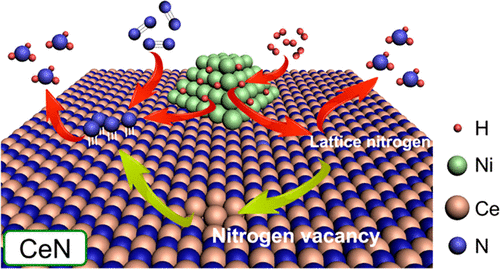 Lattice nitrogen
Nitrogen vacancy
CeN
H
Ni
Ce
N